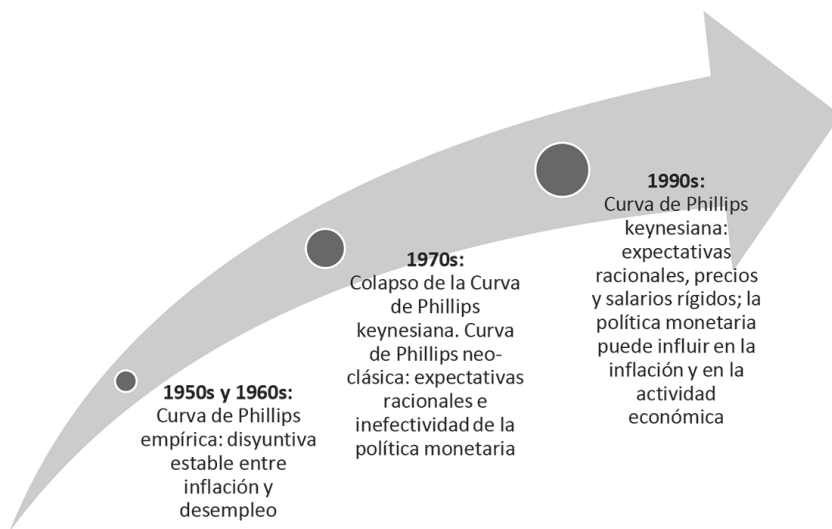 1950s y 1960s:
Curva de Phillips
empírica: disyuntiva
estable entre
inflación y
desempleo
1970s:
Colapso de la Curva
de Phillips
keynesiana. Curva
de Phillips neo-
clásica: expectativas
racionales e
inefectividad de la
política monetaria
1990s:
Curva de Phillips
keynesiana:
expectativas
racionales, precios
y salarios rígidos; la
política monetaria
puede influir en la
inflación y en la
actividad
económica